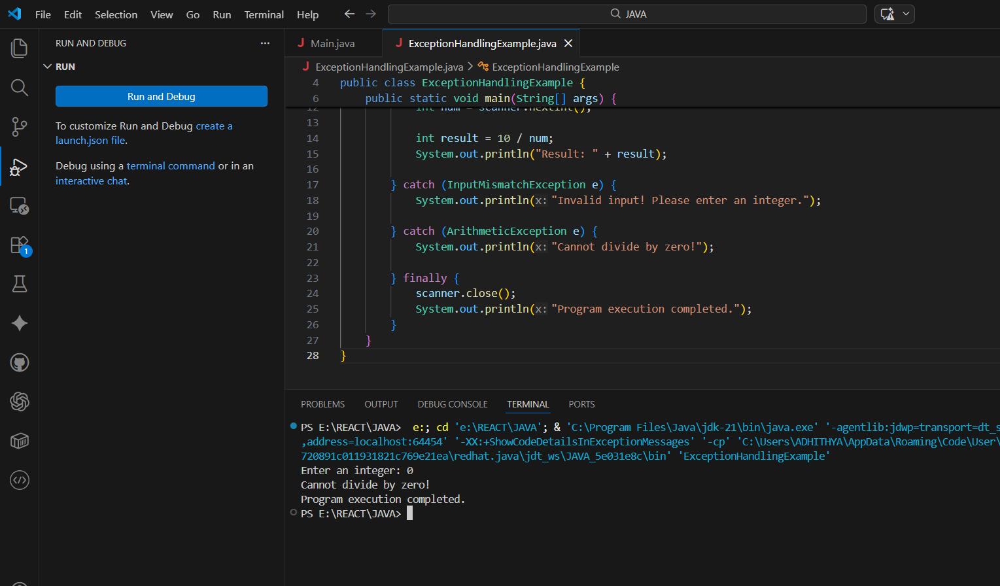 File Edit Selection View Go Run Terminal Help
JAVA
RUN AND DEBUG
RUN
Run and Debug
To customize Run and Debug create a
launch.json file.
Debug using a terminal command or in an
interactive chat.
1
Main.java
ExceptionHandlingExample.java
ExceptionHandlingExample.java > ExceptionHandlingExample
4 public class ExceptionHandlingExample {
6 public static void main(String[] args) {
12 int num = scanner.nextInt();
13
14 int result = 10 / num;
15 System.out.println("Result: " + result);
16
17 } catch (InputMismatchException e) {
18 System.out.println(x: "Invalid input! Please enter an integer.");
19
20 } catch (ArithmeticException e) {
21 System.out.println(x: "Cannot divide by zero!");
22
23 } finally {
24 scanner.close();
25 System.out.println(x: "Program execution completed.");
26 }
27 }
28 }
PROBLEMS OUTPUT DEBUG CONSOLE TERMINAL PORTS
PS E:\REACT\JAVA> e:; cd 'e:\REACT\JAVA'; & 'C:\Program Files\Java\jdk-21\bin\java.exe' '-agentlib:jdwp=transport=dt_s
,address=localhost:64454' '-XX:+ShowCodeDetailsInExceptionMessages' '-cp' 'C:\Users\ADHITHYA\AppData\Roaming\Code\User\
720891c011931821c769e21ea\redhat.java\jdt_ws\JAVA_5e031e8c\bin' 'ExceptionHandlingExample'
Enter an integer: 0
Cannot divide by zero!
Program execution completed.
PS E:\REACT\JAVA>